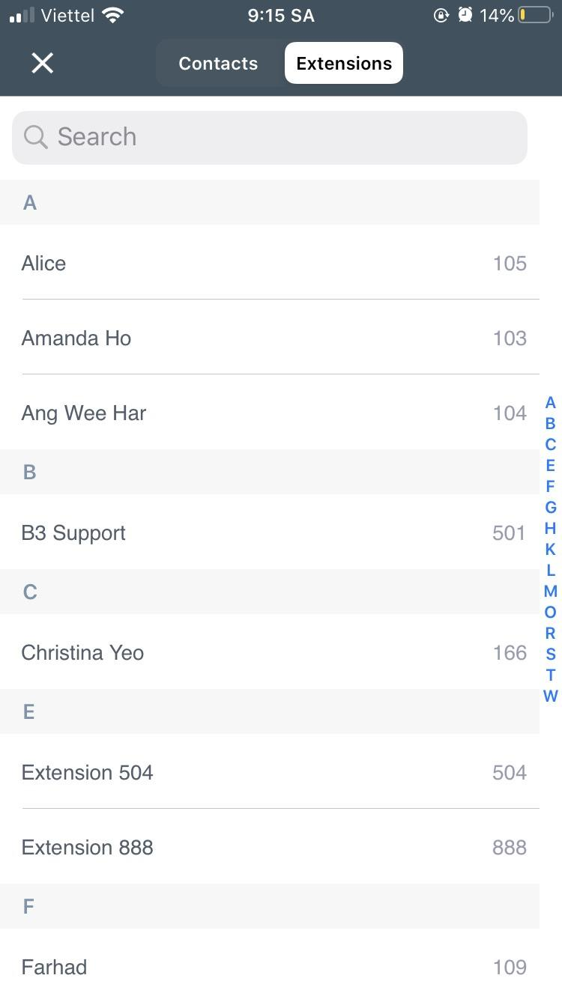 Viettel 9:15 SA 14%
Contacts Extensions
Search
A
Alice 105
Amanda Ho 103
Ang Wee Har 104
B
B3 Support 501
C
Christina Yeo 166
E
Extension 504 504
Extension 888 888
F
Farhad 109
A
B
C
E
F
G
H
K
L
M
O
R
S
T
W